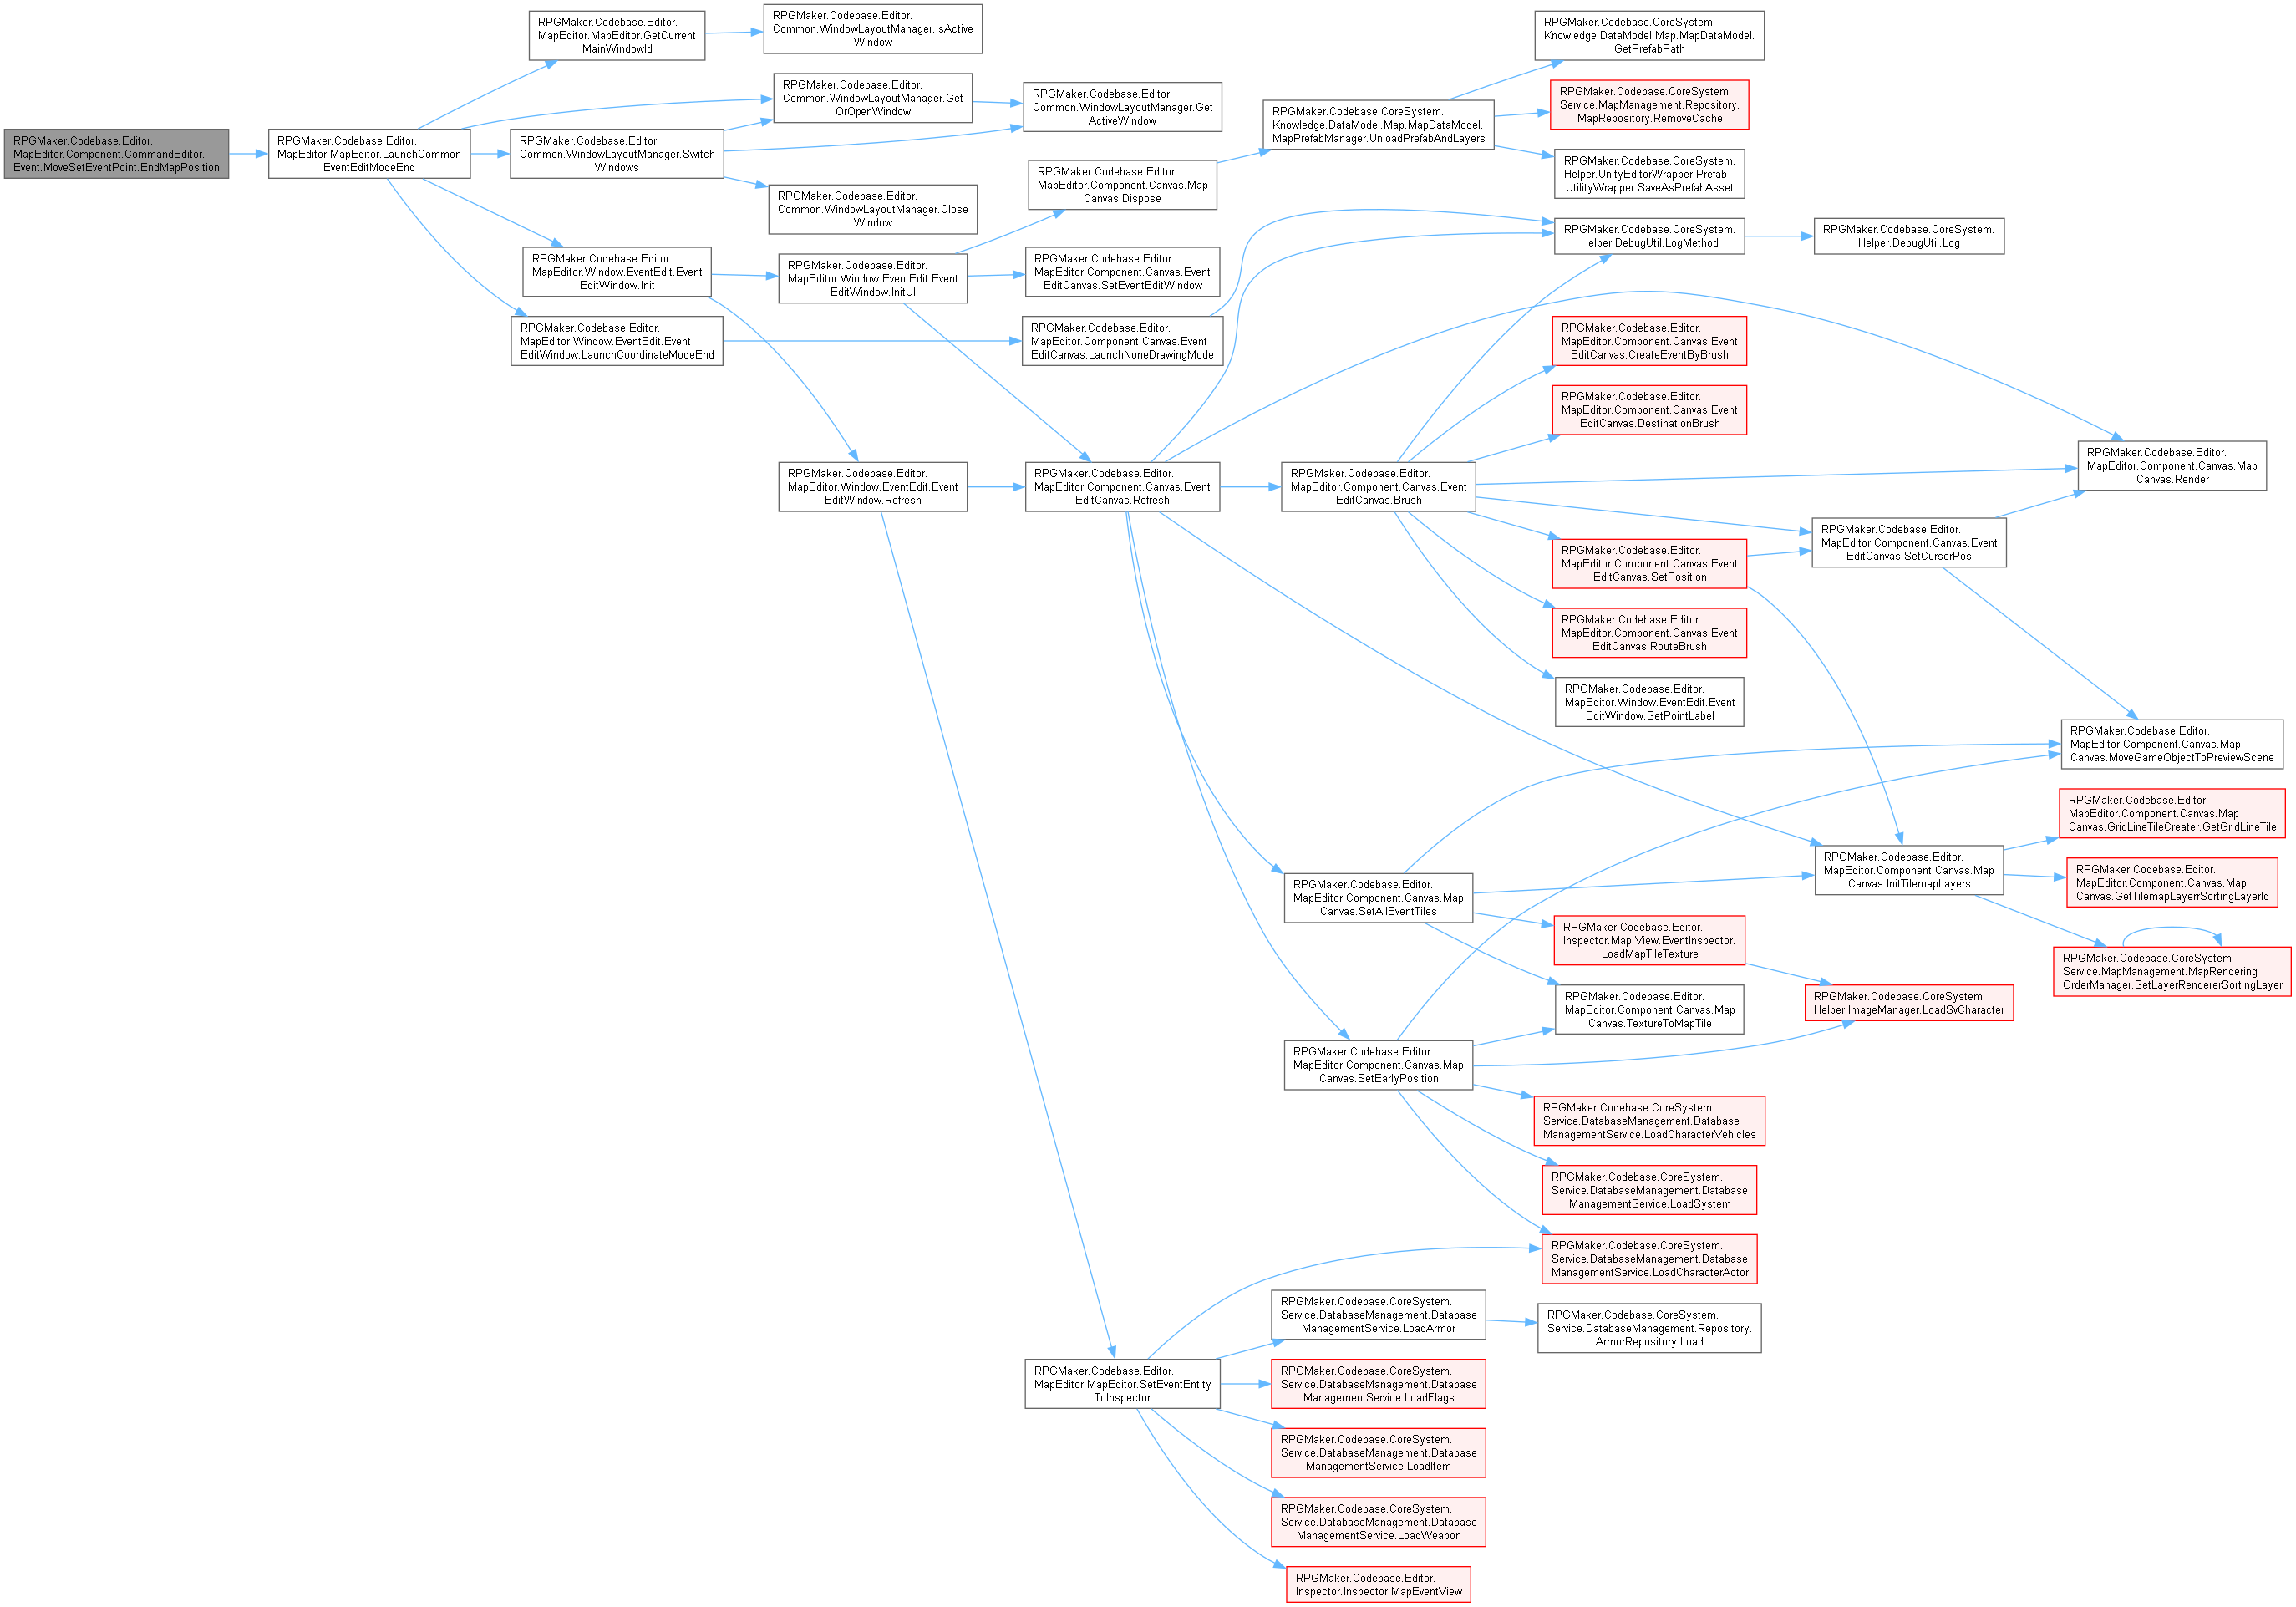 RPGMaker.Codebase.Editor.
MapEditor.Component.CommandEditor.
Event.MoveSetEventPoint.EndMapPosition
RPGMaker.Codebase.Editor.
MapEditor.MapEditor.LaunchCommon
EventEditModeEnd
RPGMaker.Codebase.Editor.
MapEditor.MapEditor.GetCurrent
MainWindowId
RPGMaker.Codebase.Editor.
Common.WindowLayoutManager.IsActive
Window
RPGMaker.Codebase.Editor.
Common.WindowLayoutManager.Get
OrOpenWindow
RPGMaker.Codebase.Editor.
Common.WindowLayoutManager.Get
ActiveWindow
RPGMaker.Codebase.Editor.
Common.WindowLayoutManager.Switch
Windows
RPGMaker.Codebase.Editor.
Common.WindowLayoutManager.Close
Window
RPGMaker.Codebase.Editor.
MapEditor.Window.EventEdit.Event
EditWindow.Init
RPGMaker.Codebase.Editor.
MapEditor.Window.EventEdit.Event
EditWindow.InitUI
RPGMaker.Codebase.Editor.
MapEditor.Component.Canvas.Map
Canvas.Dispose
RPGMaker.Codebase.CoreSystem.
Knowledge.DataModel.Map.MapDataModel.
MapPrefabManager.UnloadPrefabAndLayers
RPGMaker.Codebase.CoreSystem.
Knowledge.DataModel.Map.MapDataModel.
GetPrefabPath
RPGMaker.Codebase.CoreSystem.
Service.MapManagement.Repository.
MapRepository.RemoveCache
RPGMaker.Codebase.CoreSystem.
Helper.UnityEditorWrapper.Prefab
UtilityWrapper.SaveAsPrefabAsset
RPGMaker.Codebase.Editor.
MapEditor.Component.Canvas.Event
EditCanvas.SetEventEditWindow
RPGMaker.Codebase.Editor.
MapEditor.Window.EventEdit.Event
EditWindow.LaunchCoordinateModeEnd
RPGMaker.Codebase.Editor.
MapEditor.Component.Canvas.Event
EditCanvas.LaunchNoneDrawingMode
RPGMaker.Codebase.CoreSystem.
Helper.DebugUtil.LogMethod
RPGMaker.Codebase.CoreSystem.
Helper.DebugUtil.Log
RPGMaker.Codebase.Editor.
MapEditor.Window.EventEdit.Event
EditWindow.Refresh
RPGMaker.Codebase.Editor.
MapEditor.Component.Canvas.Event
EditCanvas.Refresh
RPGMaker.Codebase.Editor.
MapEditor.Component.Canvas.Event
EditCanvas.Brush
RPGMaker.Codebase.Editor.
MapEditor.Component.Canvas.Event
EditCanvas.CreateEventByBrush
RPGMaker.Codebase.Editor.
MapEditor.Component.Canvas.Event
EditCanvas.DestinationBrush
RPGMaker.Codebase.Editor.
MapEditor.Component.Canvas.Map
Canvas.Render
RPGMaker.Codebase.Editor.
MapEditor.Component.Canvas.Event
EditCanvas.SetCursorPos
RPGMaker.Codebase.Editor.
MapEditor.Component.Canvas.Event
EditCanvas.SetPosition
RPGMaker.Codebase.Editor.
MapEditor.Component.Canvas.Event
EditCanvas.RouteBrush
RPGMaker.Codebase.Editor.
MapEditor.Window.EventEdit.Event
EditWindow.SetPointLabel
RPGMaker.Codebase.Editor.
MapEditor.Component.Canvas.Map
Canvas.MoveGameObjectToPreviewScene
RPGMaker.Codebase.Editor.
MapEditor.Component.Canvas.Map
Canvas.GridLineTileCreater.GetGridLineTile
RPGMaker.Codebase.Editor.
MapEditor.Component.Canvas.Map
Canvas.InitTilemapLayers
RPGMaker.Codebase.Editor.
MapEditor.Component.Canvas.Map
Canvas.GetTilemapLayerrSortingLayerId
RPGMaker.Codebase.CoreSystem.
Service.MapManagement.MapRendering
OrderManager.SetLayerRendererSortingLayer
RPGMaker.Codebase.Editor.
MapEditor.Component.Canvas.Map
Canvas.SetAllEventTiles
RPGMaker.Codebase.Editor.
Inspector.Map.View.EventInspector.
LoadMapTileTexture
RPGMaker.Codebase.Editor.
MapEditor.Component.Canvas.Map
Canvas.TextureToMapTile
RPGMaker.Codebase.CoreSystem.
Helper.ImageManager.LoadSvCharacter
RPGMaker.Codebase.Editor.
MapEditor.Component.Canvas.Map
Canvas.SetEarlyPosition
RPGMaker.Codebase.CoreSystem.
Service.DatabaseManagement.Database
ManagementService.LoadCharacterVehicles
RPGMaker.Codebase.CoreSystem.
Service.DatabaseManagement.Database
ManagementService.LoadSystem
RPGMaker.Codebase.CoreSystem.
Service.DatabaseManagement.Database
ManagementService.LoadCharacterActor
RPGMaker.Codebase.Editor.
MapEditor.MapEditor.SetEventEntity
ToInspector
RPGMaker.Codebase.CoreSystem.
Service.DatabaseManagement.Database
ManagementService.LoadArmor
RPGMaker.Codebase.CoreSystem.
Service.DatabaseManagement.Repository.
ArmorRepository.Load
RPGMaker.Codebase.CoreSystem.
Service.DatabaseManagement.Database
ManagementService.LoadFlags
RPGMaker.Codebase.CoreSystem.
Service.DatabaseManagement.Database
ManagementService.LoadItem
RPGMaker.Codebase.CoreSystem.
Service.DatabaseManagement.Database
ManagementService.LoadWeapon
RPGMaker.Codebase.Editor.
Inspector.Inspector.MapEventView